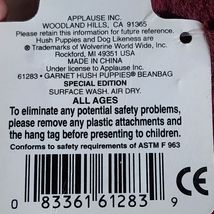 APPLAUSE INC.
WOODLAND HILLS, CA 91365
Please retain this information for future reference.
Hush Puppies and Dog Likeness are
® Trademarks of Wolverine World Wide, Inc.
Rockford, MI 49351 USA
MADE IN CHINA
Under license to Applause Inc.
61283 • GARNET HUSH PUPPIES® BEANBAG
SPECIAL EDITION
SURFACE WASH. AIR DRY.
ALL AGES
To eliminate any potential safety problems,
please remove any plastic attachments and
the hang tag before presenting to children.
Conforms to safety requirements of ASTM F 963
CE
0 83361 61283 9